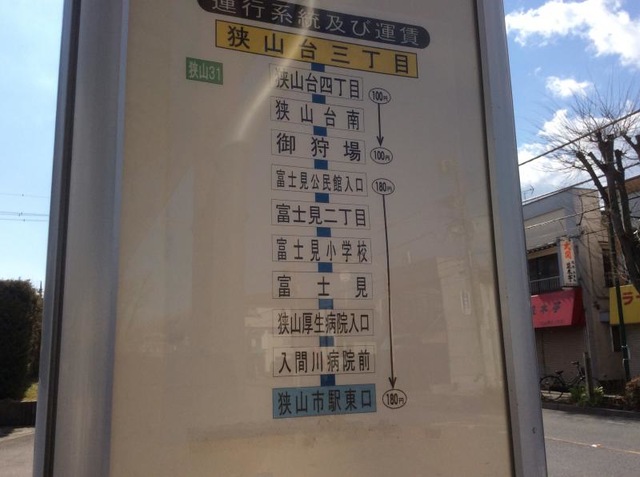 運行系統及び運賃
狭山台三丁目
狭山31
狭山台四丁目
100円
狭山台南
御狩場
100円
富士見公民館入口
180円
富士見二丁目
富士見小学校
富士見
狭山厚生病院入口
入間川病院前
狭山市駅東口
180円